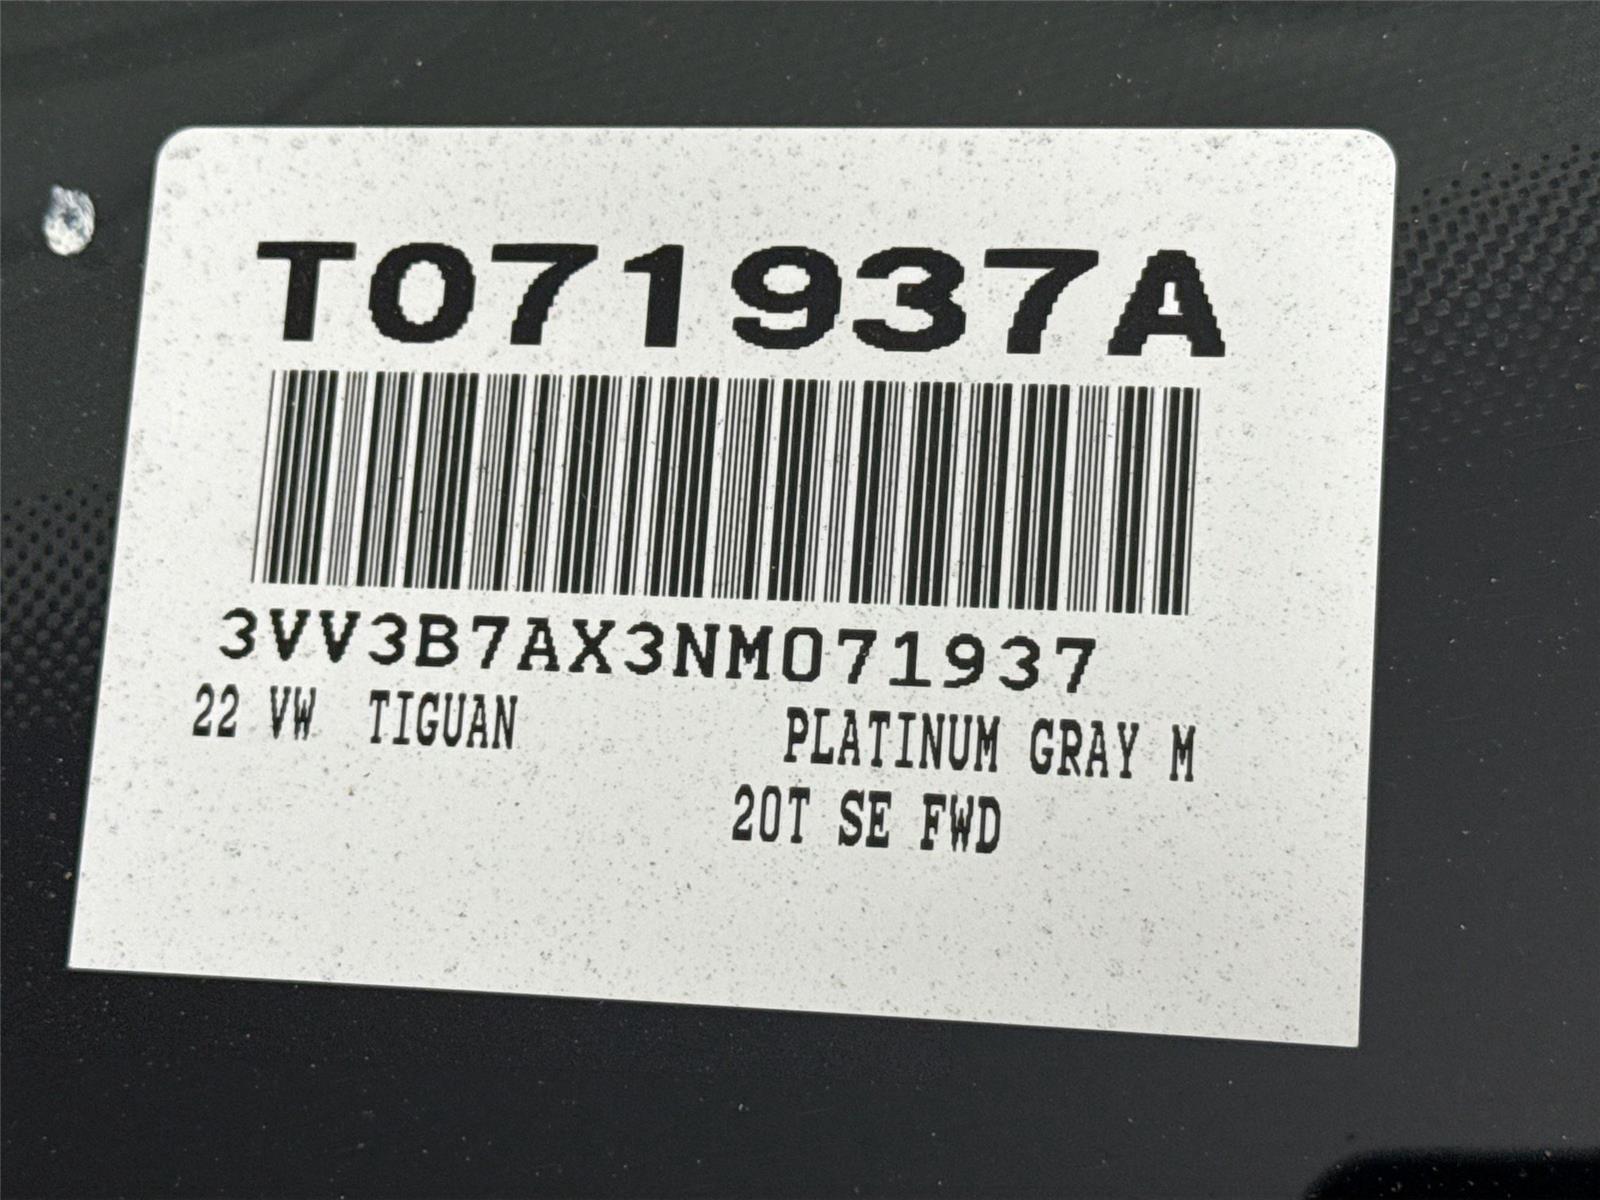 T071937A
3VV3B7AX3NM071937
22 VW TIGUAN PLATINUM GRAY M
20T SE FWD